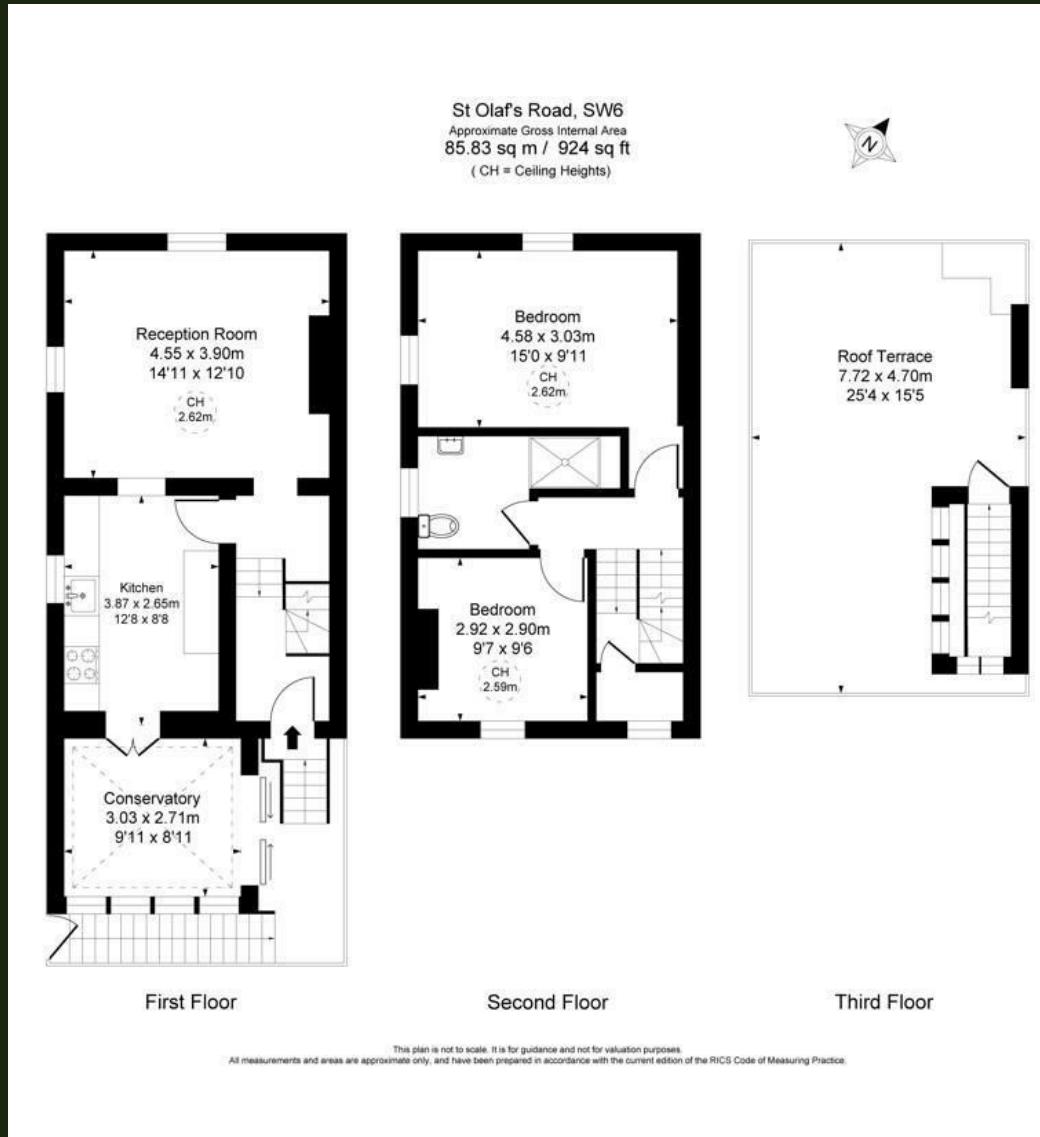 St Olaf's Road, SW6
Approximate Gross Internal Area
85.83 sq m / 924 sq ft
( CH = Ceiling Heights)
N
Reception Room
4.55 x 3.90m
14'11 x 12'10
CH
2.62m
Kitchen
3.87 x 2.65m
12'8 x 8'8
Conservatory
3.03 x 2.71m
9'11 x 8'11
First Floor
Bedroom
4.58 x 3.03m
15'0 x 9'11
CH
2.62m
Bedroom
2.92 x 2.90m
9'7 x 9'6
CH
2.59m
Second Floor
Roof Terrace
7.72 x 4.70m
25'4 x 15'5
Third Floor
This plan is not to scale. It is for guidance and not for valuation purposes.
All measurements and areas are approximate only, and have been prepared in accordance with the current edition of the RICS Code of Measuring Practice.